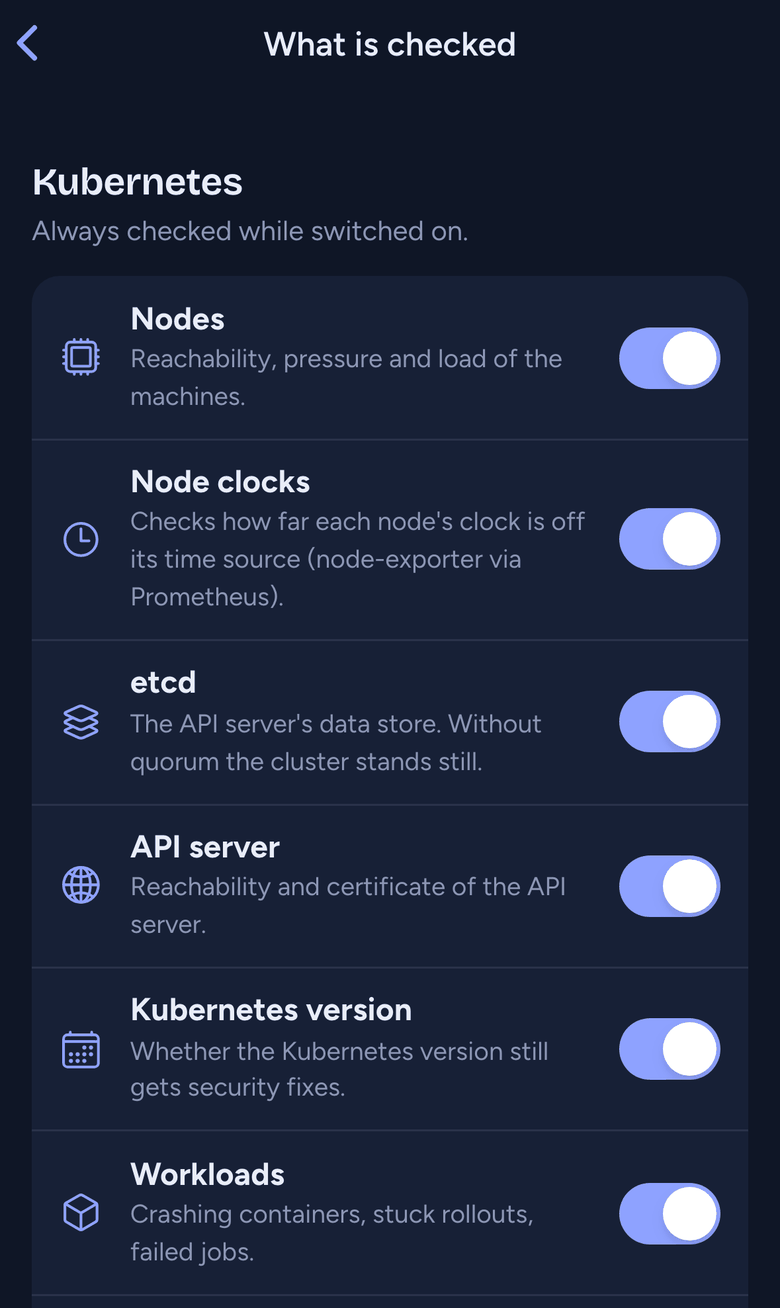 What is checked
Kubernetes
Always checked while switched on.
Nodes
Reachability, pressure and load of the
machines.
Node clocks
Checks how far each node's clock is off
its time source (node-exporter via
Prometheus).
etcd
The API server's data store. Without
quorum the cluster stands still.
API server
Reachability and certificate of the API
server.
Kubernetes version
Whether the Kubernetes version still
gets security fixes.
Workloads
Crashing containers, stuck rollouts,
failed jobs.